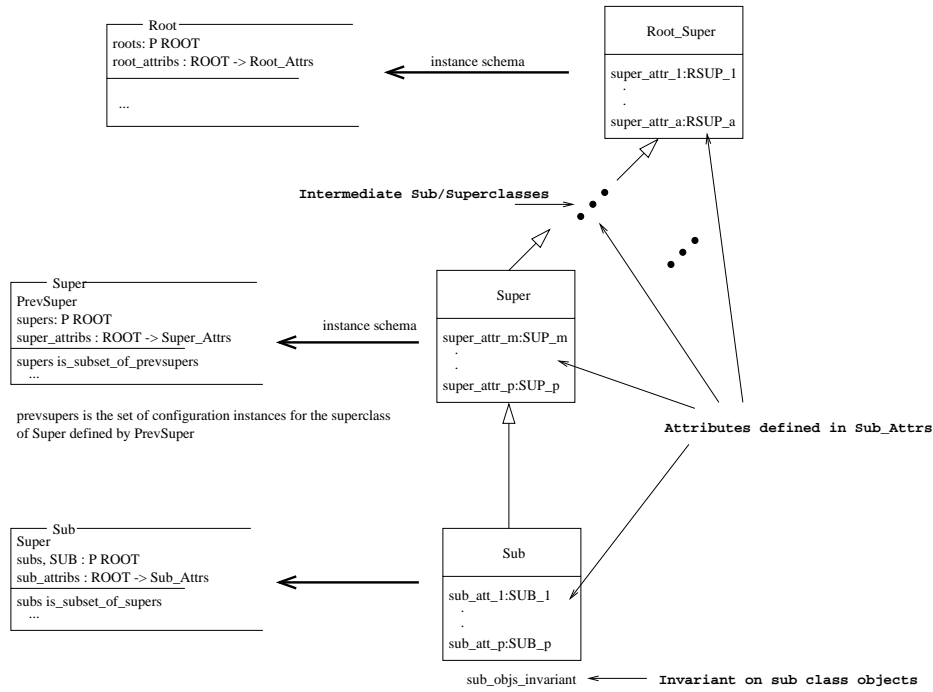 Root
roots: P ROOT
root_attribs : ROOT -> Root_Attrs
...
instance schema
Root_Super
super_attr_1:RSUP_1
.
.
super_attr_a:RSUP_a
Intermediate Sub/Superclasses
Super
PrevSuper
supers: P ROOT
super_attribs : ROOT -> Super_Attrs
supers is_subset_of_prevsupers
...
instance schema
Super
super_attr_m:SUP_m
.
.
super_attr_p:SUP_p
prevsupers is the set of configuration instances for the superclass
of Super defined by PrevSuper
Attributes defined in Sub_Attrs
Sub
Super
subs, SUB : P ROOT
sub_attribs : ROOT -> Sub_Attrs
subs is_subset_of_supers
...
Sub
sub_att_1:SUB_1
.
.
sub_att_p:SUB_p
sub_objs_invariant
Invariant on sub class objects